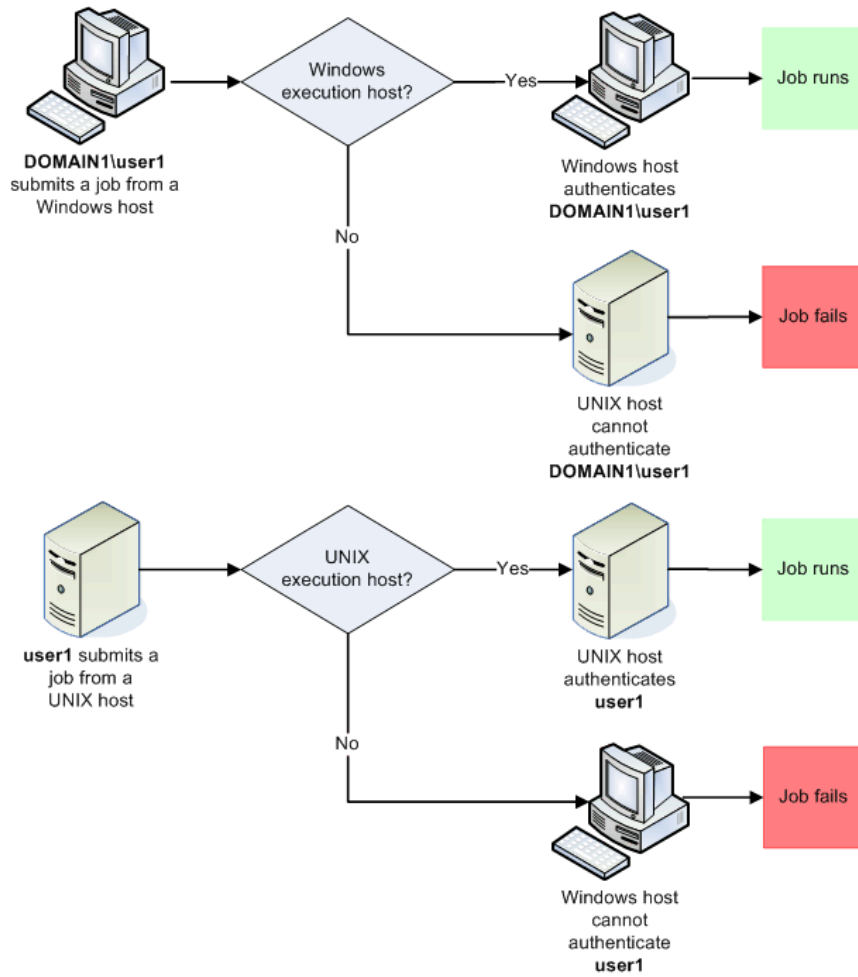 DOMAIN1\user1
submits a job from a
Windows host
Windows
execution host?
Yes
Windows host
authenticates
DOMAIN1\user1
Job runs
No
UNIX host
cannot
authenticate
DOMAIN1\user1
Job fails
user1 submits a
job from a
UNIX host
UNIX
execution host?
Yes
UNIX host
authenticates
user1
Job runs
No
Windows host
cannot
authenticate
user1
Job fails